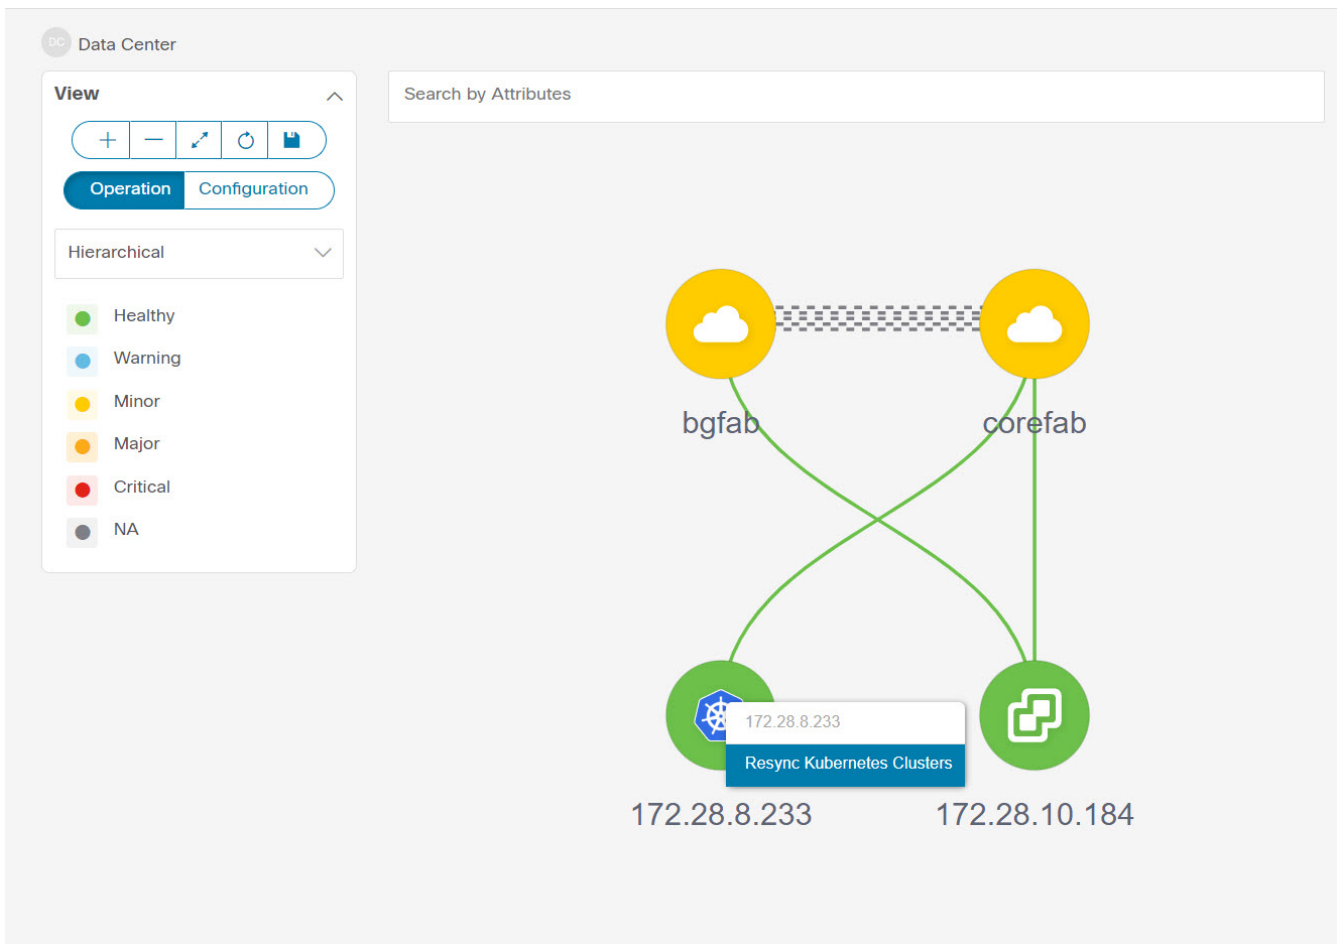 DC Data Center
View
Search by Attributes
Operation Configuration
Hierarchical
Healthy
Warning
Minor
Major
Critical
NA
bgfab
corefab
172.28.8.233
Resync Kubernetes Clusters
172.28.8.233
172.28.10.184